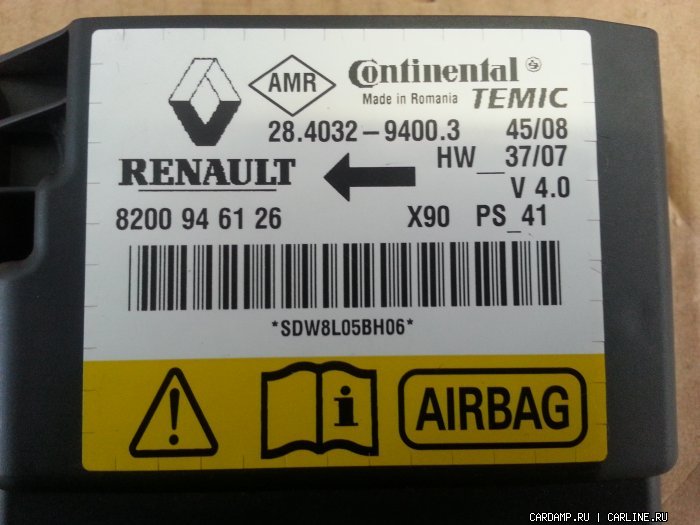 AMR Continental
Made in Romania TEMIC
28.4032-9400.3 45/08
HW__37/07
RENAULT
V 4.0
8200 94 61 26 X90 PS_41
*SDW8L05BH06*
AIRBAG
CARDAMP.RU | CARLINE.RU